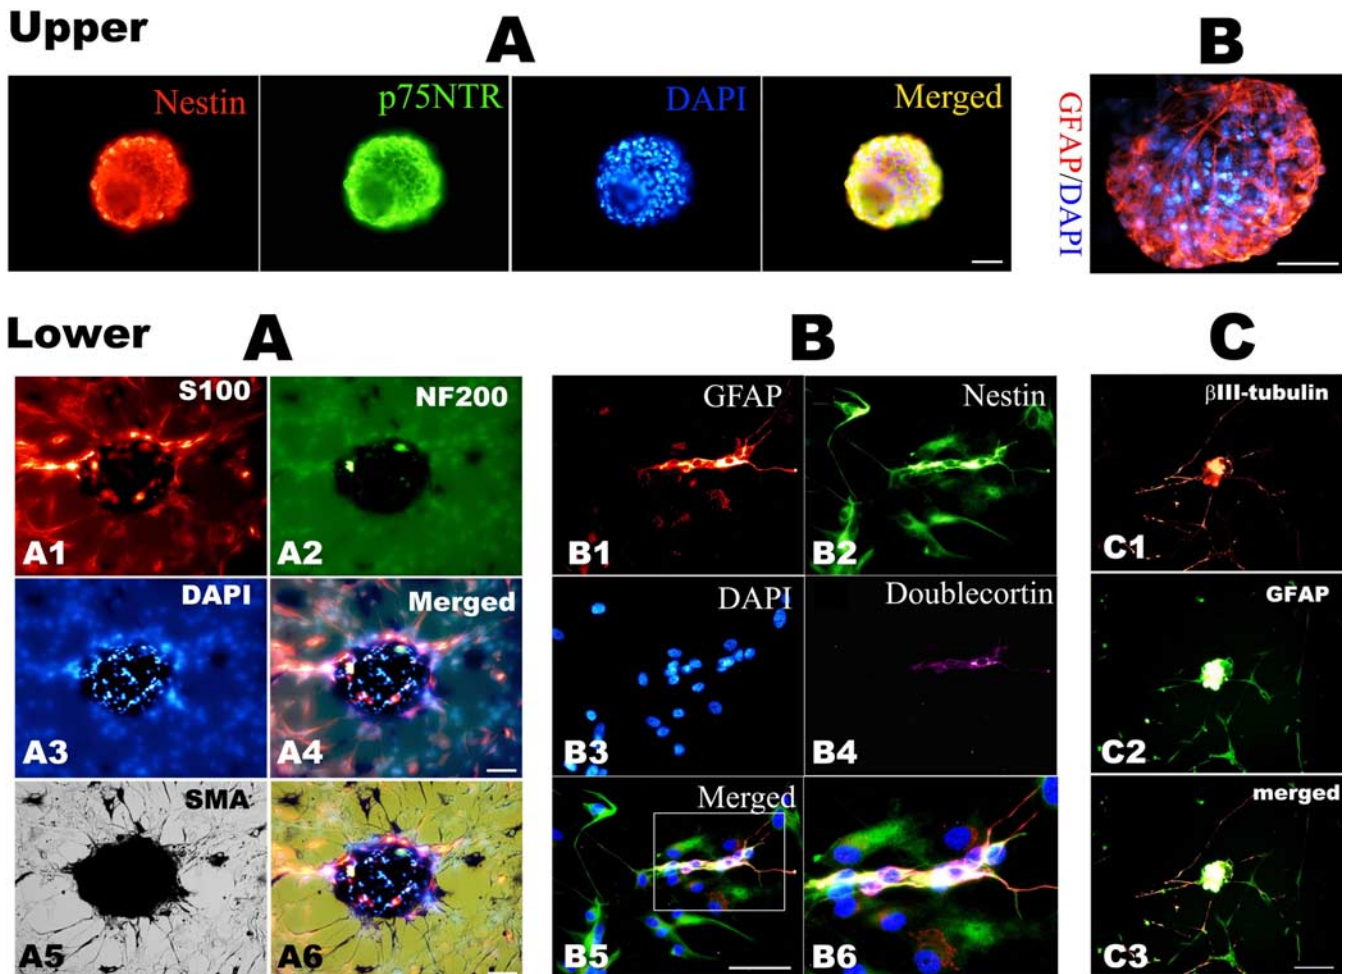 Upper
A
B
Nestin
p75NTR
DAPI
Merged
GFAP/DAPI
Lower
A
B
C
S100
NF200
A1
A2
DAPI
Merged
A3
A4
SMA
A5
A6
GFAP
Nestin
B1
B2
DAPI
Doublecortin
B3
B4
Merged
B5
B6
βIII-tubulin
C1
GFAP
C2
merged
C3